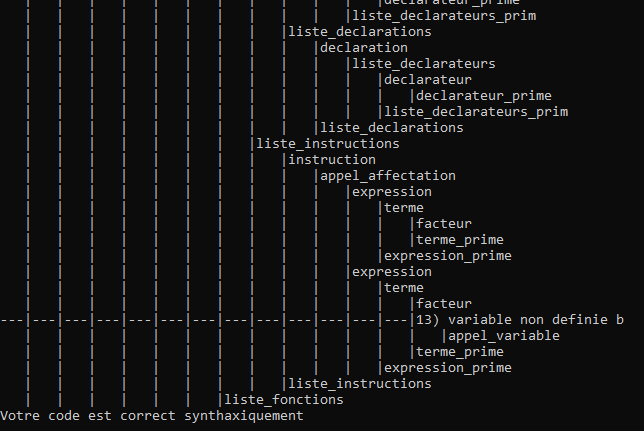 |declarateur_prime
|liste_declarateurs_prim
|liste_declarations
|declaration
|liste_declarateurs
|declarateur
|declarateur_prime
|liste_declarateurs_prim
|liste_declarations
|liste_instructions
|instruction
|appel_affectation
|expression
|terme
|facteur
|terme_prime
|expression_prime
|expression
|terme
|facteur
---|---|---|---|---|---|---|---|---|---|---|---|---|13) variable non definie b
|appel_variable
|terme_prime
|expression_prime
|liste_instructions
|liste_fonctions
Votre code est correct synthaxiquement